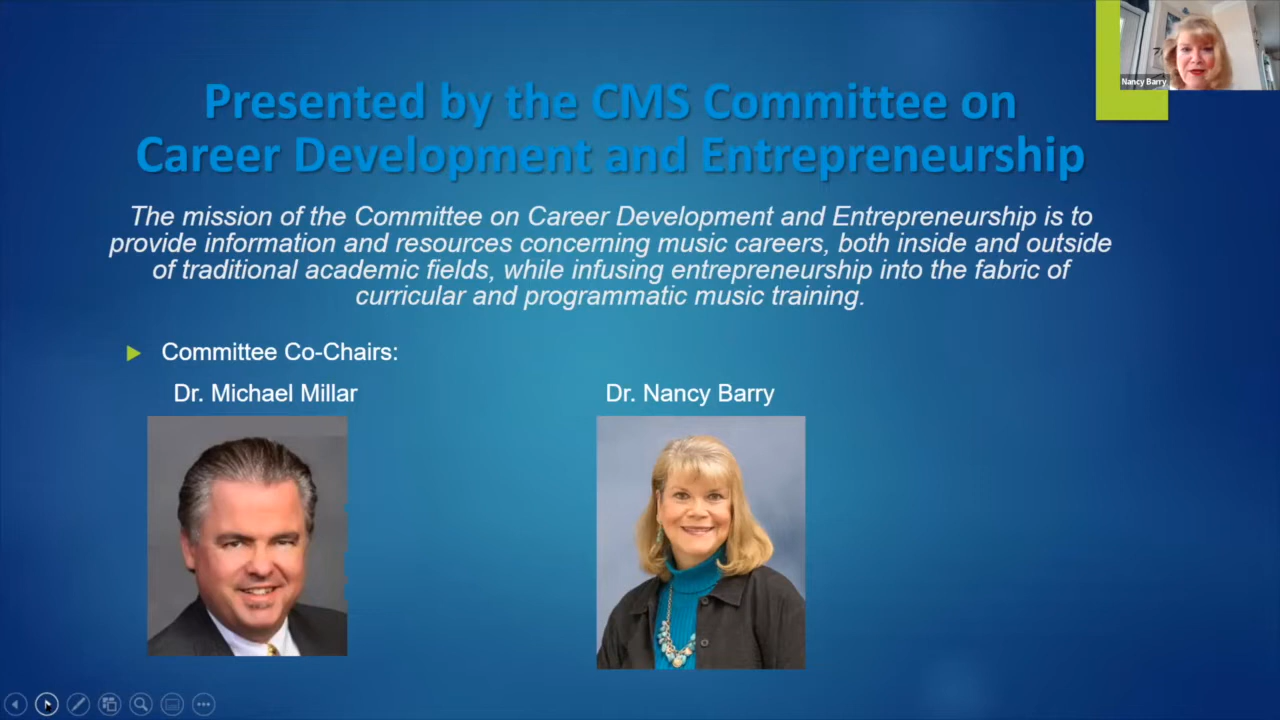 Presented by the CMS Committee on
Career Development and Entrepreneurship
Nancy Barry
The mission of the Committee on Career Development and Entrepreneurship is to
provide information and resources concerning music careers, both inside and outside
of traditional academic fields, while infusing entrepreneurship into the fabric of
curricular and programmatic music training.
Committee Co-Chairs:
Dr. Michael Millar
Dr. Nancy Barry